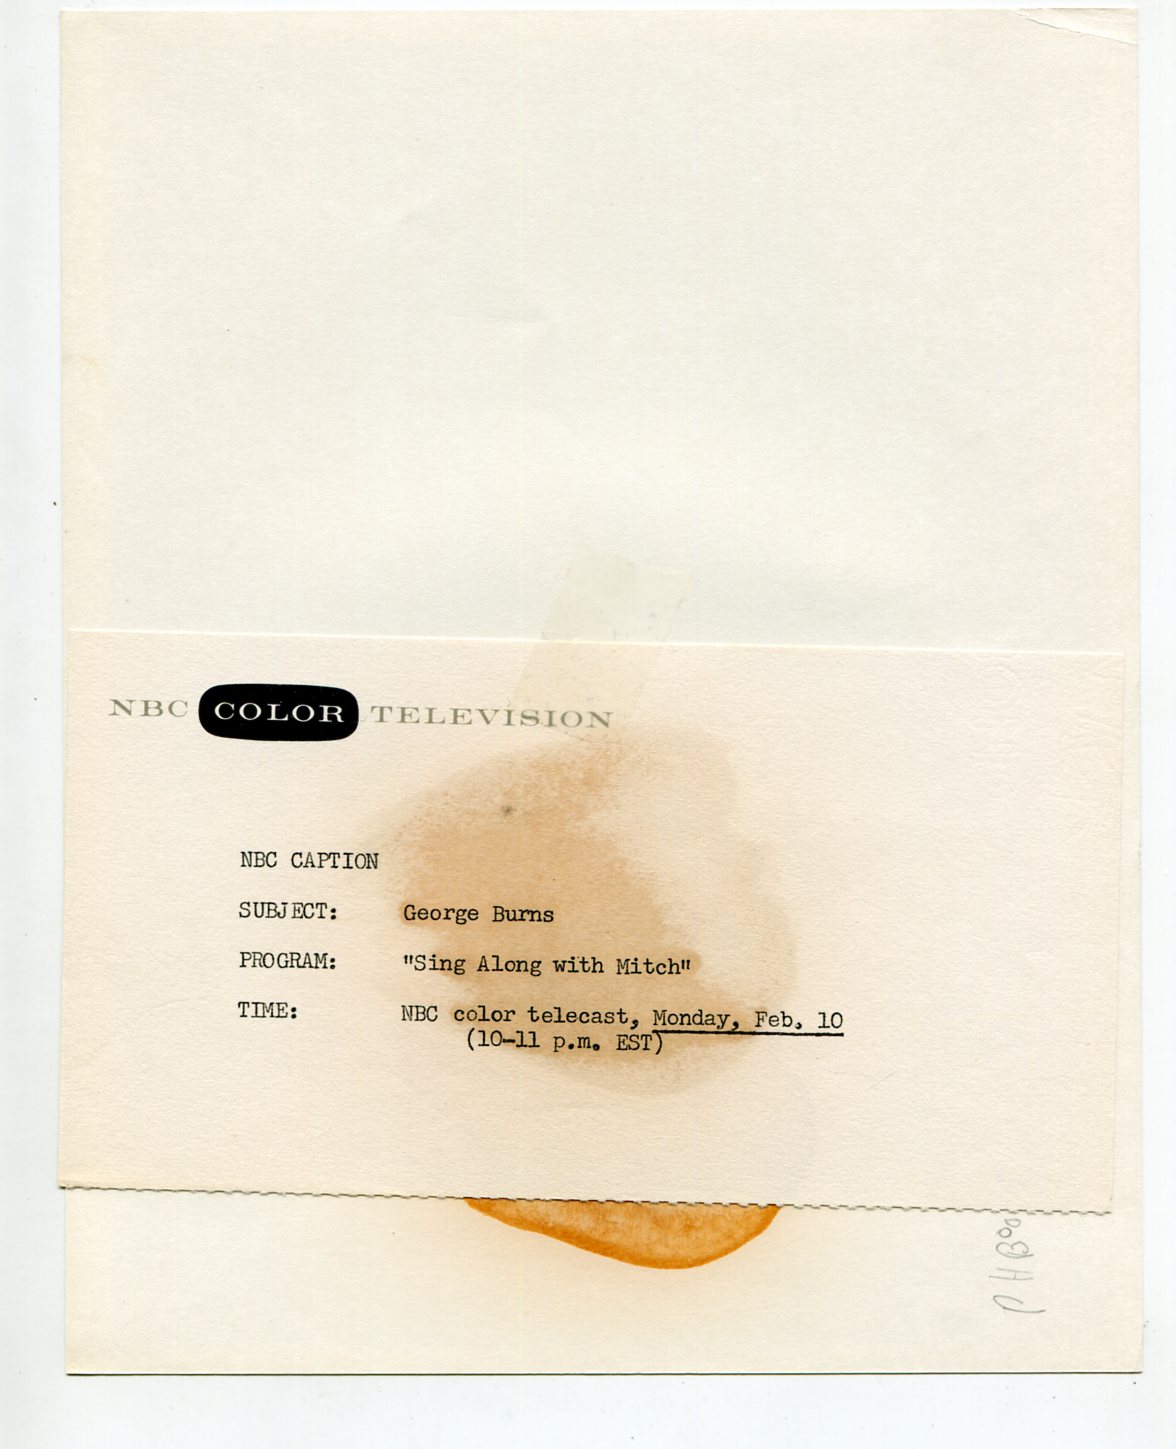 NBC COLOR TELEVISION
NBC CAPTION
SUBJECT: George Burns
PROGRAM: "Sing Along with Mitch"
TIME: NBC color telecast, Monday, Feb. 10
(10-11 p.m. EST)